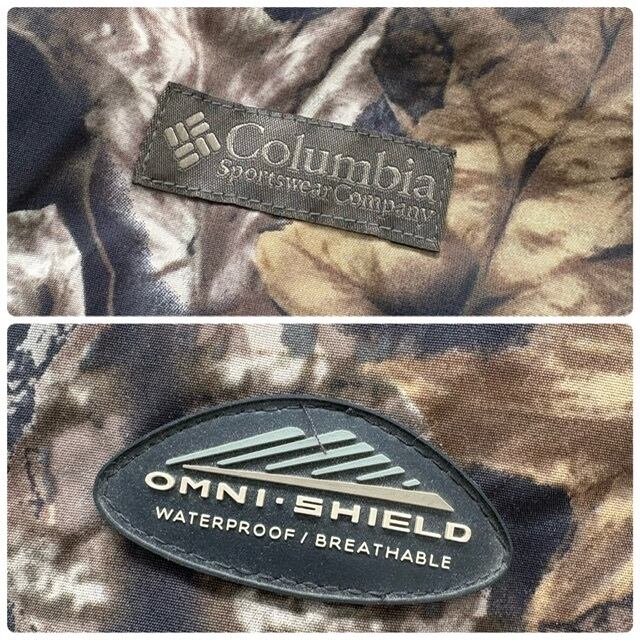 Columbia
Sportswear Company
OMNI·SHIELD
WATERPROOF / BREATHABLE